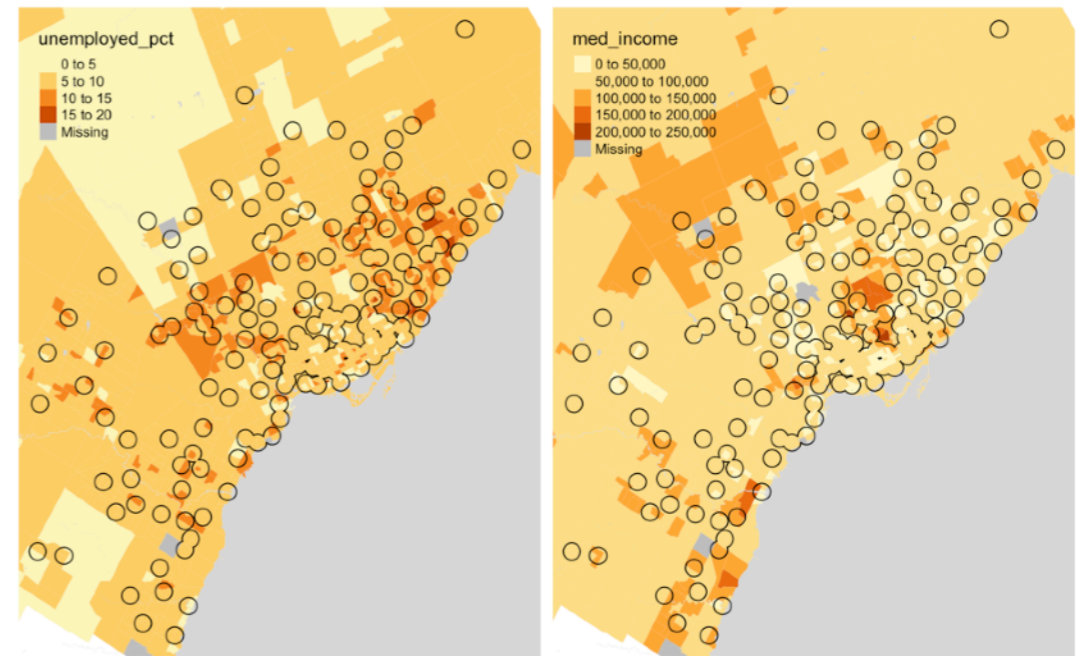 unemployed_pct
0 to 5
5 to 10
10 to 15
15 to 20
Missing
med_income
0 to 50,000
50,000 to 100,000
100,000 to 150,000
150,000 to 200,000
200,000 to 250,000
Missing